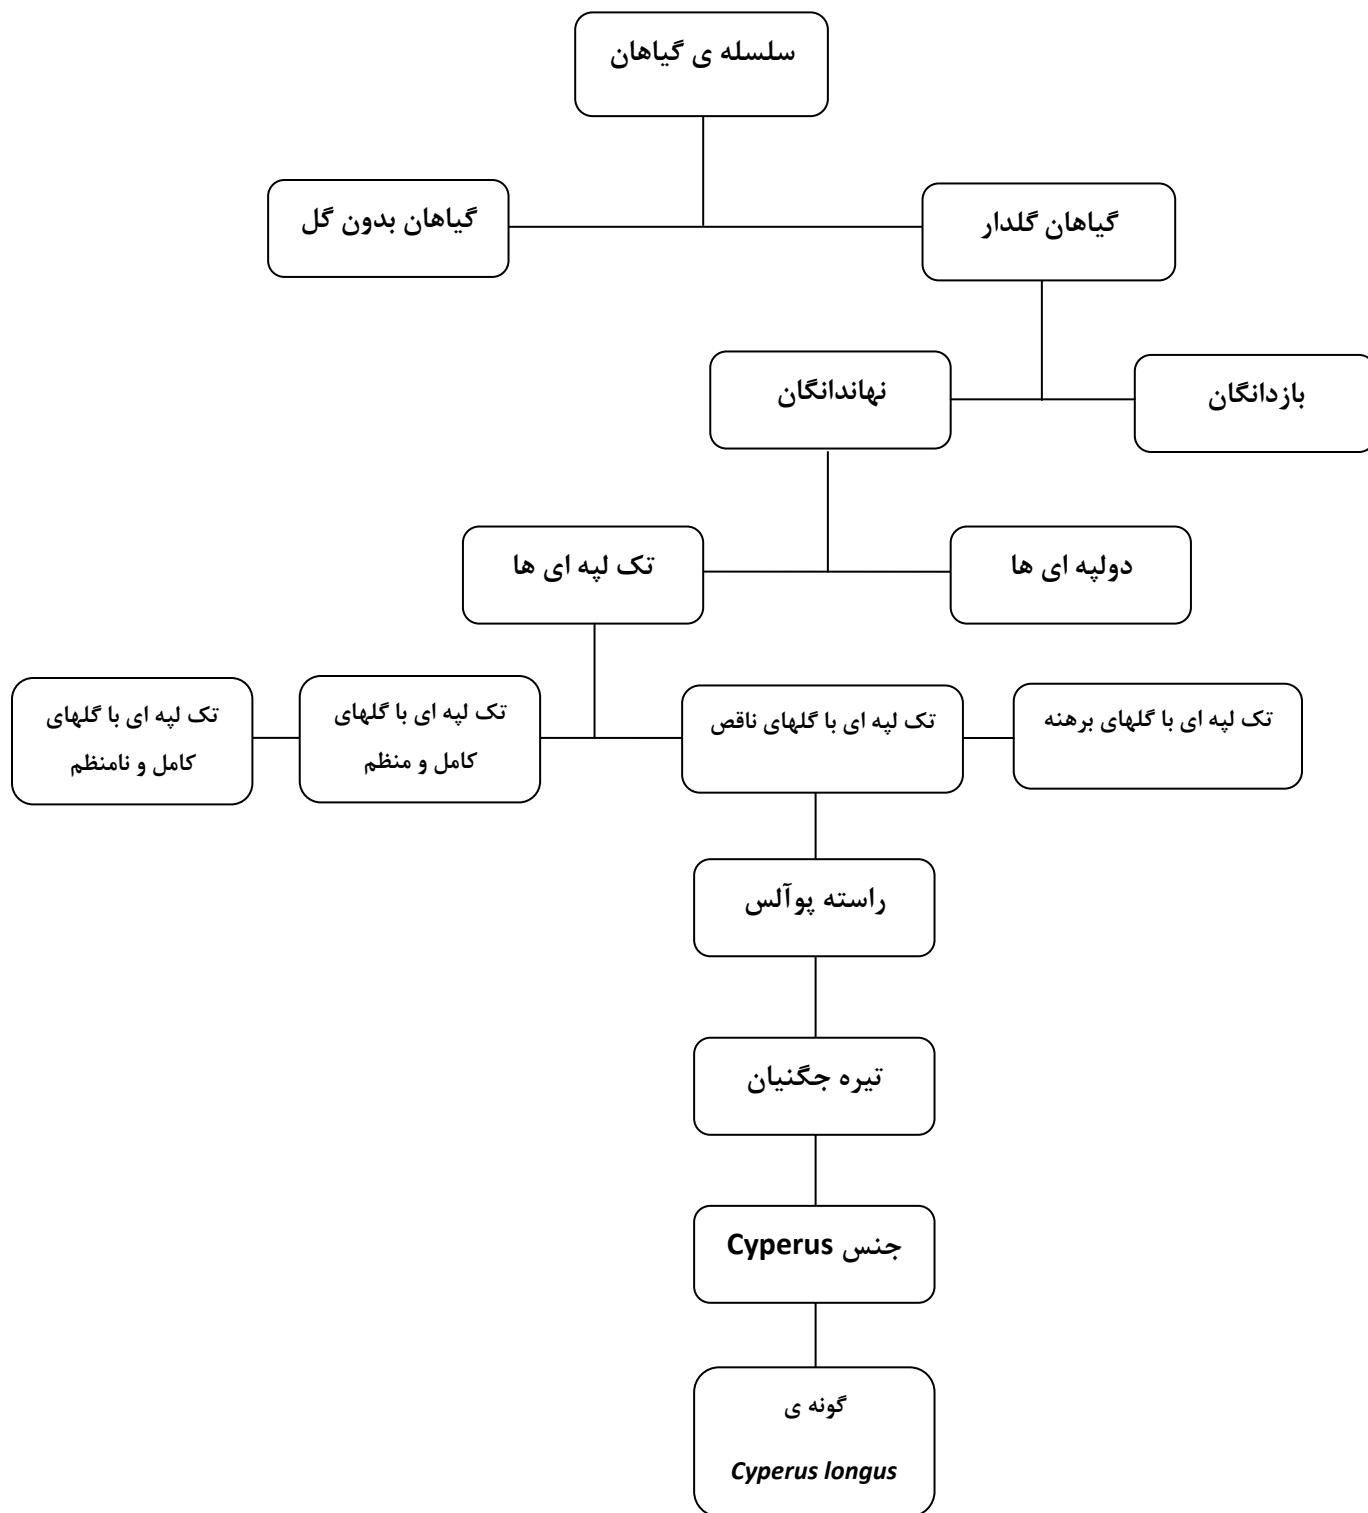 سلسله ی گیاهان
گیاهان گلدار
گیاهان بدون گل
بازدانگان
نهاندانگان
دولپه ای ها
تک لپه ای ها
تک لپه ای با گلهای برهنه
تک لپه ای با گلهای ناقص
تک لپه ای با گلهای
کامل و منظم
تک لپه ای با گلهای
کامل و نامنظم
راسته پوآلس
تیره جگنیان
جنس Cyperus
گونه ی
Cyperus longus